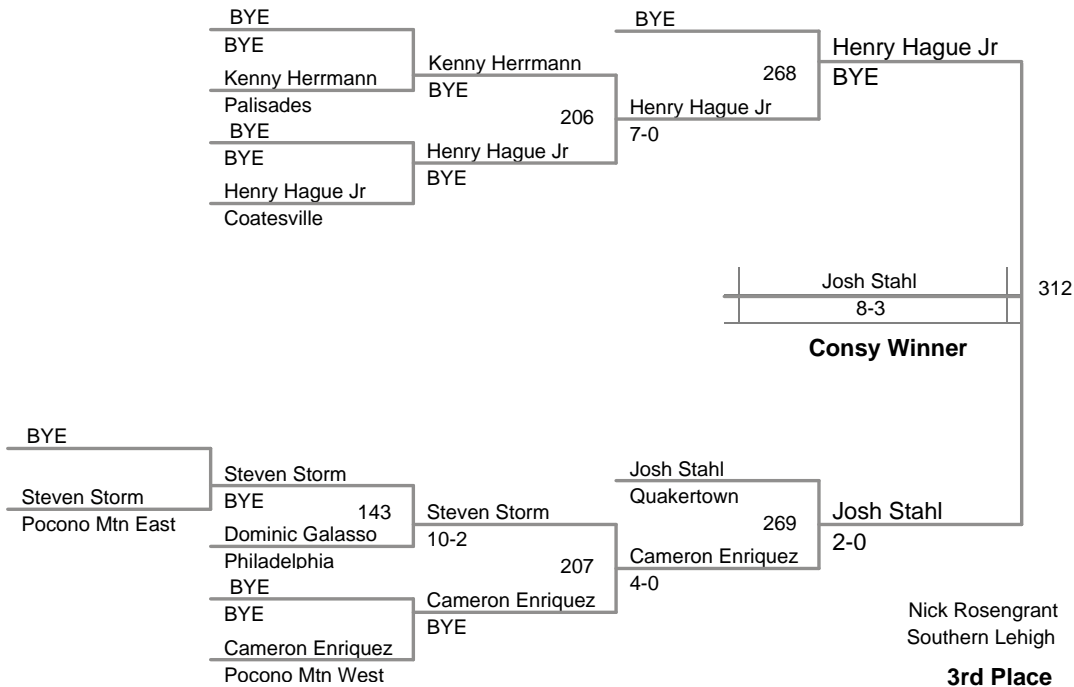 BYE
BYE
Kenny Herrmann
Palisades
BYE
BYE
Henry Hague Jr
Coatesville
Kenny Herrmann
BYE
206
Henry Hague Jr
BYE
BYE
268
Henry Hague Jr
7-0
Henry Hague Jr
BYE
Josh Stahl
8-3
312
Consy Winner
BYE
Steven Storm
Pocono Mtn East
Steven Storm
BYE
143
Dominic Galasso
Philadelphia
BYE
BYE
Cameron Enriquez
Pocono Mtn West
Steven Storm
10-2
207
Cameron Enriquez
BYE
Josh Stahl
Quakertown
269
Cameron Enriquez
4-0
Josh Stahl
2-0
Nick Rosengrant
Southern Lehigh
3rd Place